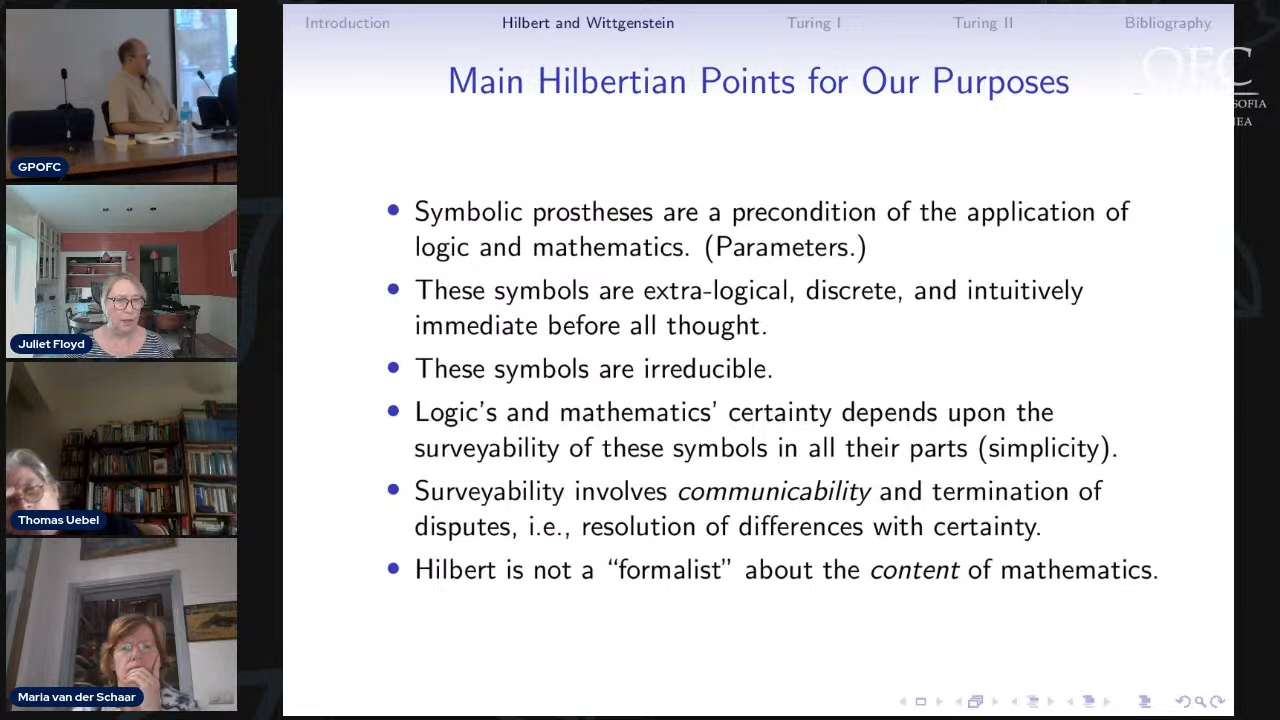 GPOFC
Juliet Floyd
Thomas Uebel
Maria van der Schaar
Introduction
Hilbert and Wittgenstein
Turing I
Turing II
Bibliography
OFC
SOFIA
NEA
Main Hilbertian Points for Our Purposes
• Symbolic prostheses are a precondition of the application of
logic and mathematics. (Parameters.)
• These symbols are extra-logical, discrete, and intuitively
immediate before all thought.
• These symbols are irreducible.
• Logic's and mathematics' certainty depends upon the
surveyability of these symbols in all their parts (simplicity).
• Surveyability involves communicability and termination of
disputes, i.e., resolution of differences with certainty.
• Hilbert is not a “formalist” about the content of mathematics.